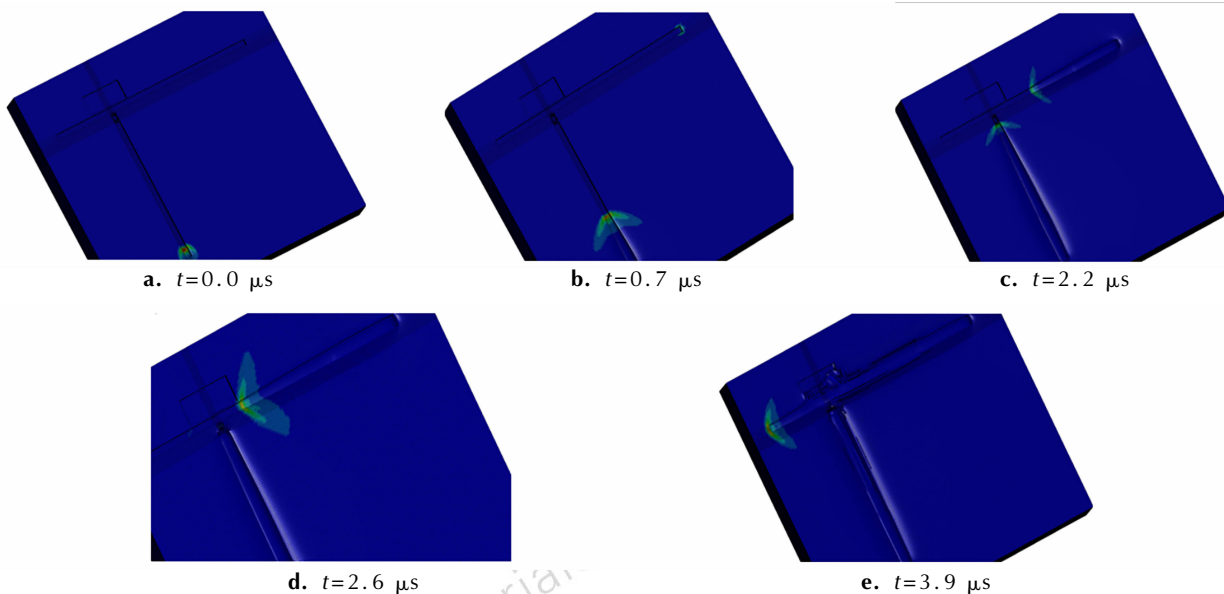 a. t=0.0 μs
b. t=0.7 μs
c. t=2.2 μs
d. t=2.6 μs
e. t=3.9 μs